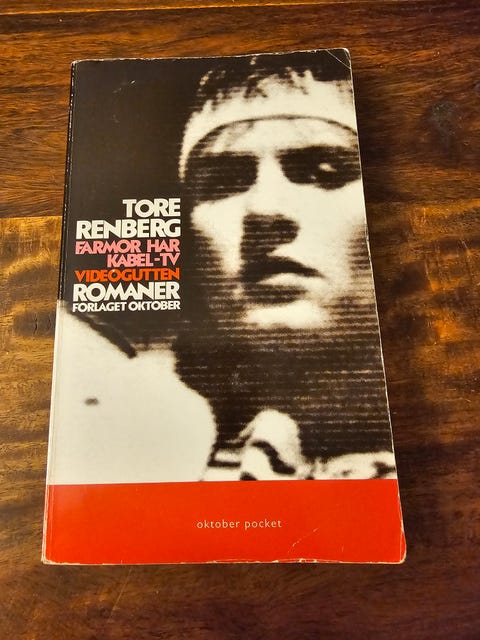 TORE
RENBERG
FARMOR HAR
KABEL-TV
VIDEOGUTTEN
ROMANER
FORLAGET OKTOBER
oktober pocket